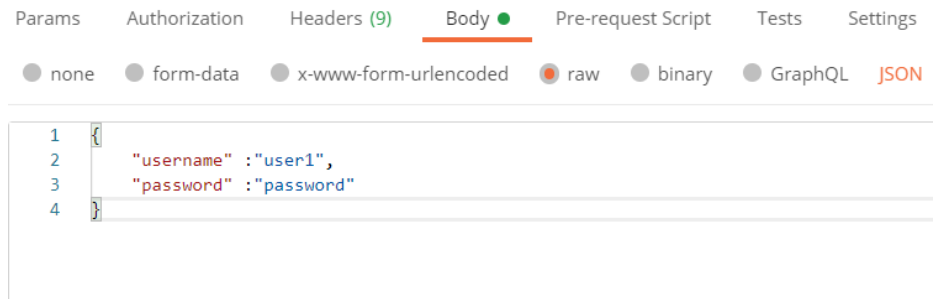 Params Authorization Headers (9) Body Pre-request Script Tests Settings
none form-data x-www-form-urlencoded raw binary GraphQL JSON
1 {
2 "username" :"user1",
3 "password" :"password"
4 }